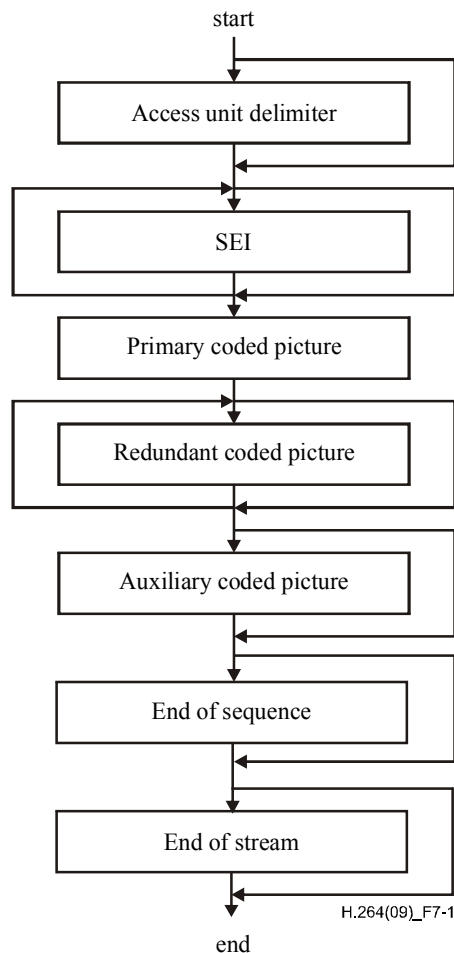 start
Access unit delimiter
SEI
Primary coded picture
Redundant coded picture
Auxiliary coded picture
End of sequence
End of stream
H.264(09)_F7-1
end